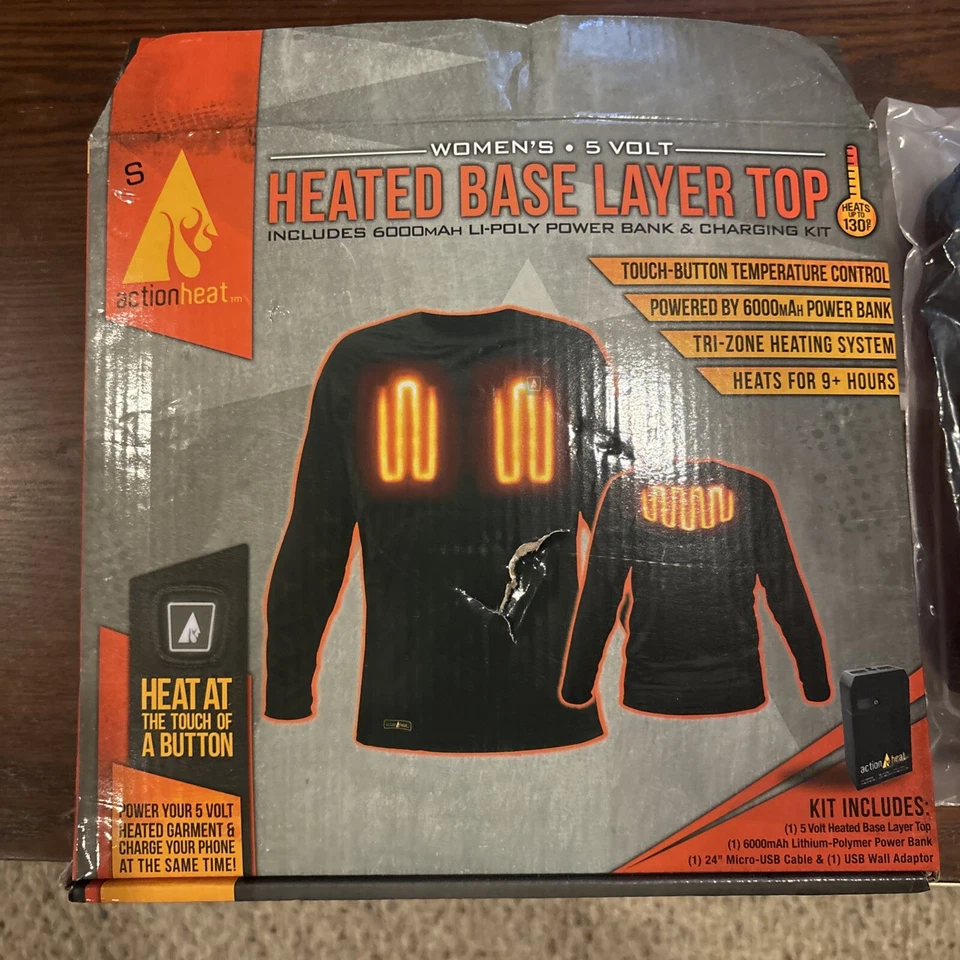 S
actionheat™
WOMEN'S • 5 VOLT
HEATED BASE LAYER TOP
INCLUDES 6000MAH LI-POLY POWER BANK & CHARGING KIT
HEATS
UP TO
130°F
TOUCH-BUTTON TEMPERATURE CONTROL
POWERED BY 6000MAH POWER BANK
TRI-ZONE HEATING SYSTEM
HEATS FOR 9+ HOURS
HEAT AT
THE TOUCH OF
A BUTTON
POWER YOUR 5 VOLT
HEATED GARMENT &
CHARGE YOUR PHONE
AT THE SAME TIME!
action heat
KIT INCLUDES:
(1) 5 Volt Heated Base Layer Top
(1) 6000mAh Lithium-Polymer Power Bank
(1) 24" Micro-USB Cable & (1) USB Wall Adaptor